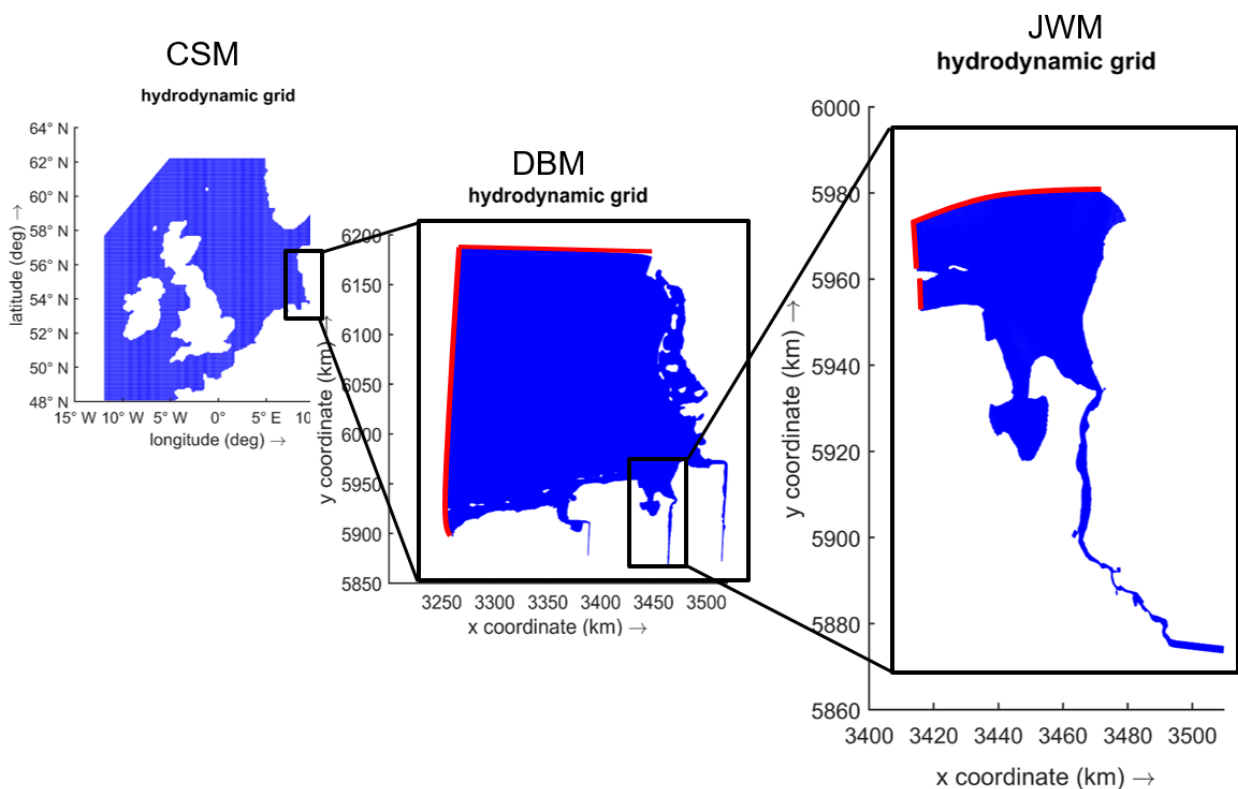 CSM
hydrodynamic grid
64° N
62° N
60° N
58° N
56° N
54° N
52° N
50° N
48° N
latitude (deg) →
15° W 10° W 5° W 0° 5° E 10
longitude (deg) →
DBM
hydrodynamic grid
6200
6150
6100
6050
6000
5950
5900
5850
y coordinate (km) →
3250 3300 3350 3400 3450 3500
x coordinate (km) →
JWM
hydrodynamic grid
6000
5980
5960
5940
5920
5900
5880
5860
y coordinate (km) →
3400 3420 3440 3460 3480 3500
x coordinate (km) →